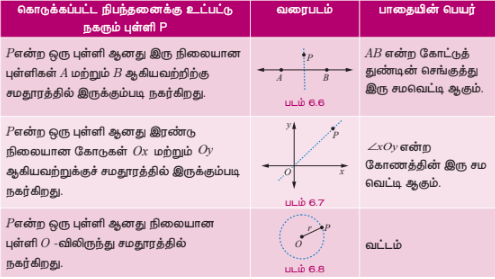 கொடுக்கப்பட்ட நிபந்தனைக்கு உட்பட்டு
நகரும் புள்ளி P
வரைபடம்
பாதையின் பெயர்
P என்ற ஒரு புள்ளி ஆனது இரு நிலையான
புள்ளிகள் A மற்றும் B ஆகியவற்றிற்கு
சமதூரத்தில் இருக்கும்படி நகர்கிறது.
P
A B
படம் 6.6
AB என்ற கோட்டுத்
துண்டின் செங்குத்து
இரு சமவெட்டி ஆகும்.
P என்ற ஒரு புள்ளி ஆனது இரண்டு
நிலையான கோடுகள் Ox மற்றும் Oy
ஆகியவற்றுக்குச் சமதூரத்தில் இருக்கும்படி
நகர்கிறது.
y
P
O x
படம் 6.7
∠xOy என்ற
கோணத்தின் இரு சம
வெட்டி ஆகும்.
P என்ற ஒரு புள்ளி ஆனது நிலையான
புள்ளி O -விலிருந்து சமதூரத்தில்
நகர்கிறது.
r P
O
படம் 6.8
வட்டம்